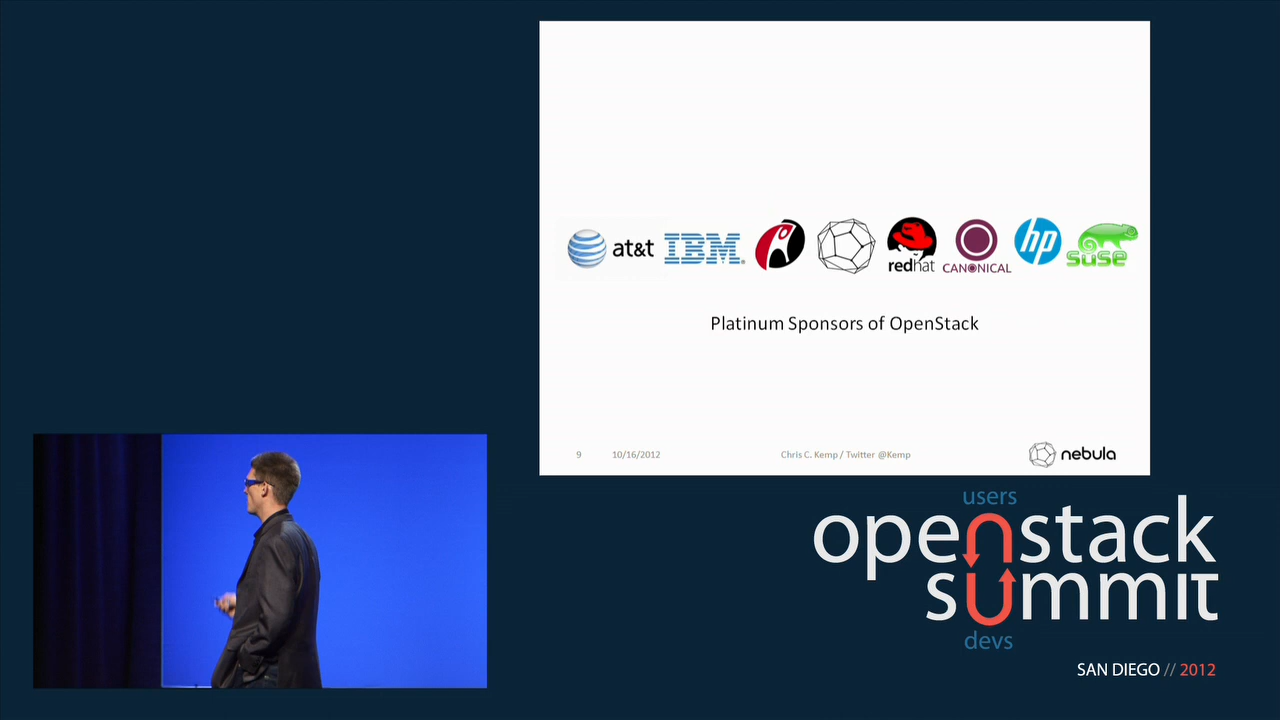 at&t IBM® redhat CANONICAL hp SUSE
Platinum Sponsors of OpenStack
9 10/16/2012 Chris C. Kemp / Twitter @Kemp nebula
users
openstack
summit
devs
SAN DIEGO // 2012